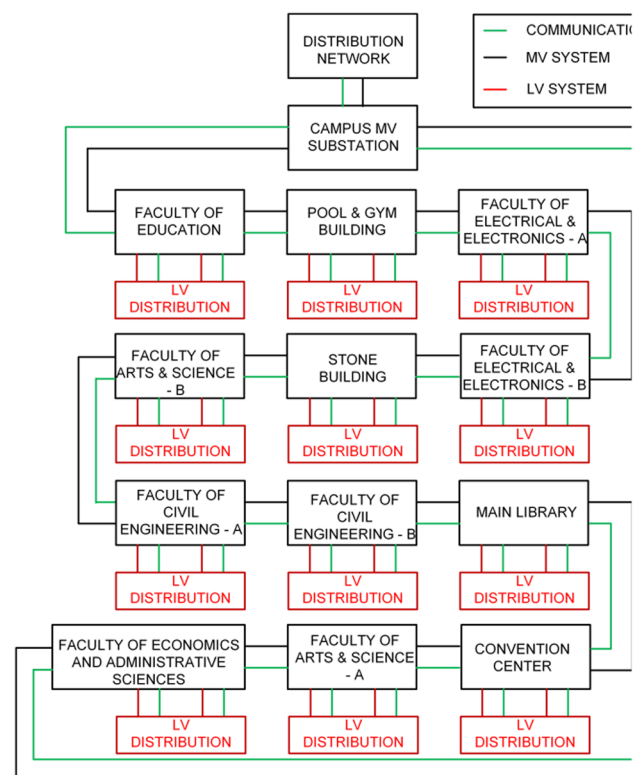 DISTRIBUTION
NETWORK
COMMUNICATIO
MV SYSTEM
LV SYSTEM
CAMPUS MV
SUBSTATION
FACULTY OF
EDUCATION
POOL & GYM
BUILDING
FACULTY OF
ELECTRICAL &
ELECTRONICS - A
LV
DISTRIBUTION
LV
DISTRIBUTION
LV
DISTRIBUTION
FACULTY OF
ARTS & SCIENCE
- B
STONE
BUILDING
FACULTY OF
ELECTRICAL &
ELECTRONICS - B
LV
DISTRIBUTION
LV
DISTRIBUTION
LV
DISTRIBUTION
FACULTY OF
CIVIL
ENGINEERING - A
FACULTY OF
CIVIL
ENGINEERING - B
MAIN LIBRARY
LV
DISTRIBUTION
LV
DISTRIBUTION
LV
DISTRIBUTION
FACULTY OF ECONOMICS
AND ADMINISTRATIVE
SCIENCES
FACULTY OF
ARTS & SCIENCE
- A
CONVENTION
CENTER
LV
DISTRIBUTION
LV
DISTRIBUTION
LV
DISTRIBUTION